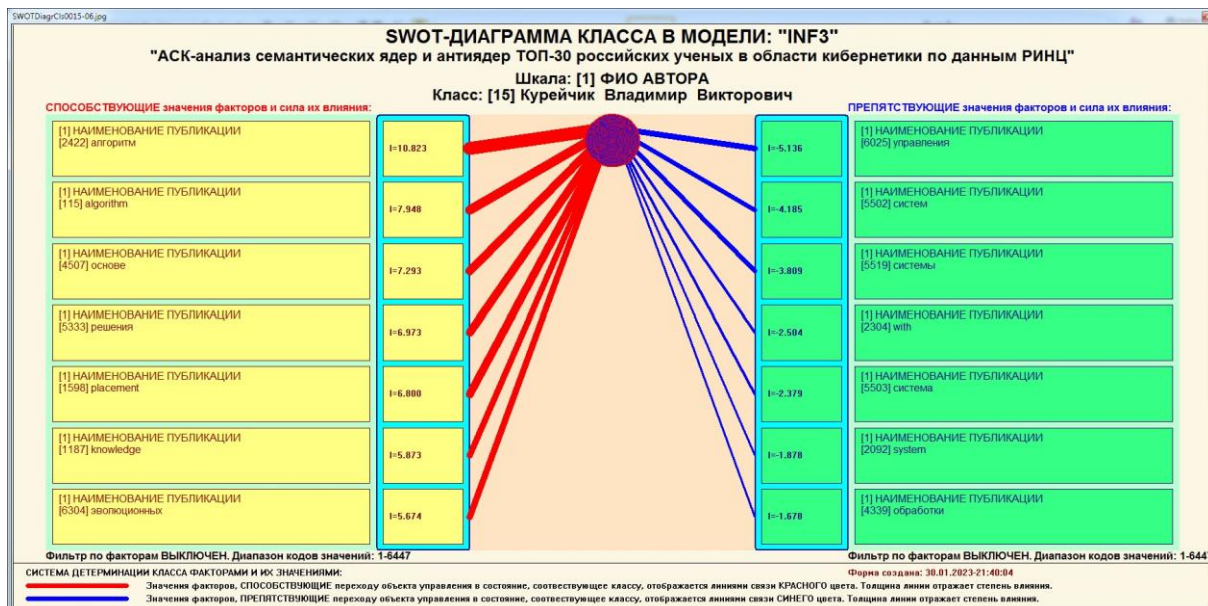 SWOTDiagrCls0015-06.jpg
SWOT-ДИАГРАММА КЛАССА В МОДЕЛИ: "INF3"
"АСК-анализ семантических ядер и антиядер ТОП-30 российских ученых в области кибернетики по данным РИНЦ"
Шкала: [1] ФИО АВТОРА
Класс: [15] Курейчик Владимир Викторович
СПОСОБСТВУЮЩИЕ значения факторов и сила их влияния:
ПРЕПЯТСТВУЮЩИЕ значения факторов и сила их влияния:
[1] НАИМЕНОВАНИЕ ПУБЛИКАЦИИ
[2422] алгоритм
I=10.823
I=-5.136
[1] НАИМЕНОВАНИЕ ПУБЛИКАЦИИ
[6025] управления
[1] НАИМЕНОВАНИЕ ПУБЛИКАЦИИ
[115] algorithm
I=7.948
I=-4.185
[1] НАИМЕНОВАНИЕ ПУБЛИКАЦИИ
[5502] систем
[1] НАИМЕНОВАНИЕ ПУБЛИКАЦИИ
[4507] основе
I=7.293
I=-3.809
[1] НАИМЕНОВАНИЕ ПУБЛИКАЦИИ
[5519] системы
[1] НАИМЕНОВАНИЕ ПУБЛИКАЦИИ
[5333] решения
I=6.973
I=-2.504
[1] НАИМЕНОВАНИЕ ПУБЛИКАЦИИ
[2304] with
[1] НАИМЕНОВАНИЕ ПУБЛИКАЦИИ
[1598] placement
I=6.800
I=-2.379
[1] НАИМЕНОВАНИЕ ПУБЛИКАЦИИ
[5503] система
[1] НАИМЕНОВАНИЕ ПУБЛИКАЦИИ
[1187] knowledge
I=5.873
I=-1.878
[1] НАИМЕНОВАНИЕ ПУБЛИКАЦИИ
[2092] system
[1] НАИМЕНОВАНИЕ ПУБЛИКАЦИИ
[6304] эволюционных
I=5.674
I=-1.678
[1] НАИМЕНОВАНИЕ ПУБЛИКАЦИИ
[4339] обработки
Фильтр по факторам ВЫКЛЮЧЕН. Диапазон кодов значений: 1-6447
Фильтр по факторам ВЫКЛЮЧЕН. Диапазон кодов значений: 1-6447
СИСТЕМА ДЕТЕРМИНАЦИИ КЛАССА ФАКТОРАМИ И ИХ ЗНАЧЕНИЯМИ:
Форма создана: 30.01.2023-21:40:04
Значения факторов, СПОСОБСТВУЮЩИЕ переходу объекта управления в состояние, соотвествующее классу, отображается линиями связи КРАСНОГО цвета. Толщина линии отражает степень влияния.
Значения факторов, ПРЕПЯТСТВУЮЩИЕ переходу объекта управления в состояние, соотвествующее классу, отображается линиями связи СИНЕГО цвета. Толщина линии отражает степень влияния.